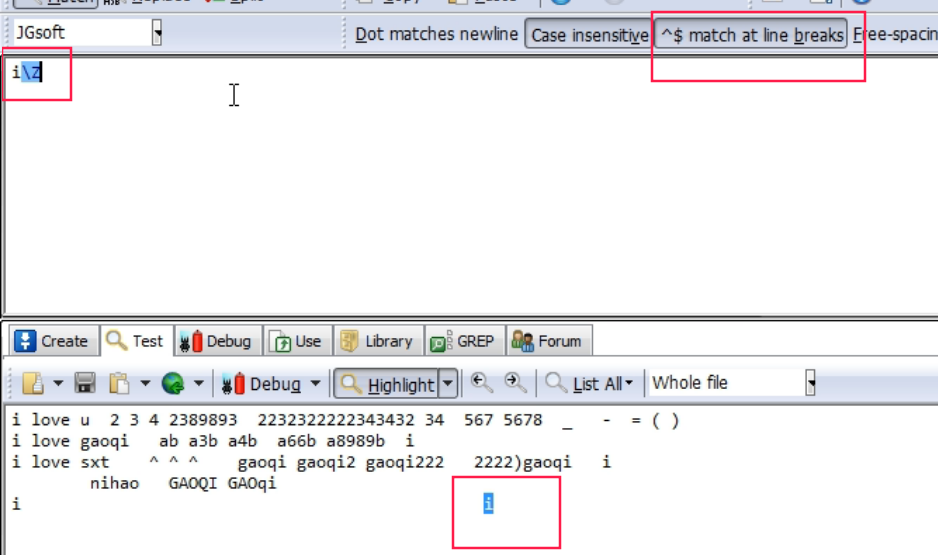 JGsoft Dot matches newline Case insensitive ^$ match at line breaks Free-spacin
i\Z
Create Test Debug Use Library GREP Forum
Debug Highlight List All Whole file
i love u  2 3 4 2389893  2232322222343432 34  567 5678  _   -  = ( )
i love gaoqi   ab a3b a4b  a66b a8989b  i
i love sxt    ^ ^ ^    gaoqi gaoqi2 gaoqi222   2222)gaoqi   i
nihao   GAOQI GAOqi
i                                               i